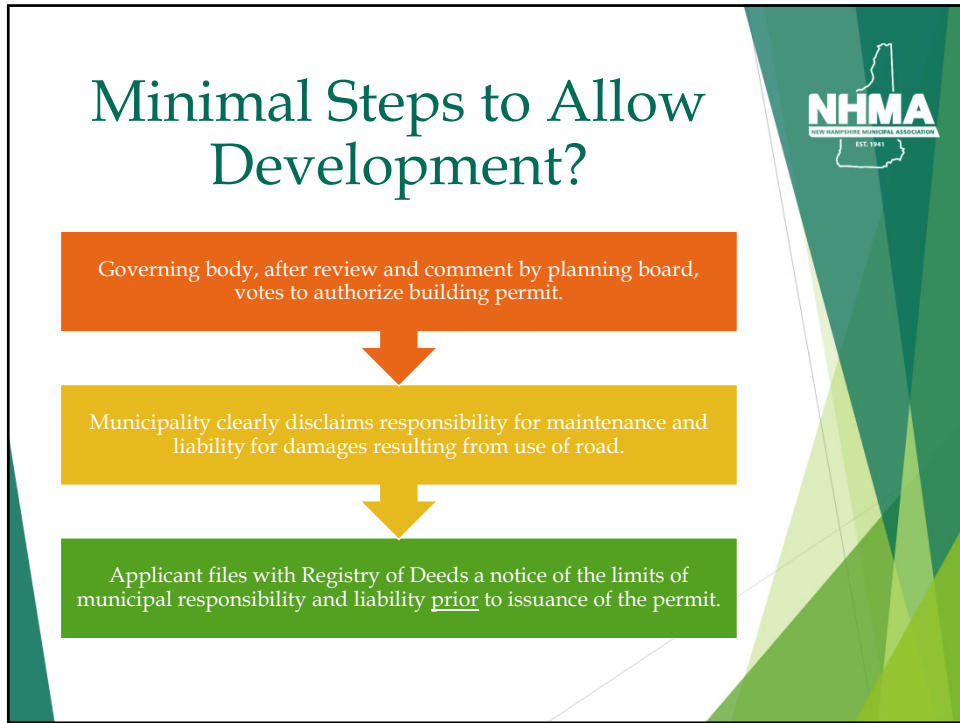 Minimal Steps to Allow
Development?
NHMA
NEW HAMPSHIRE MUNICIPAL ASSOCIATION
EST. 1941
Governing body, after review and comment by planning board,
votes to authorize building permit.
Municipality clearly disclaims responsibility for maintenance and
liability for damages resulting from use of road.
Applicant files with Registry of Deeds a notice of the limits of
municipal responsibility and liability prior to issuance of the permit.